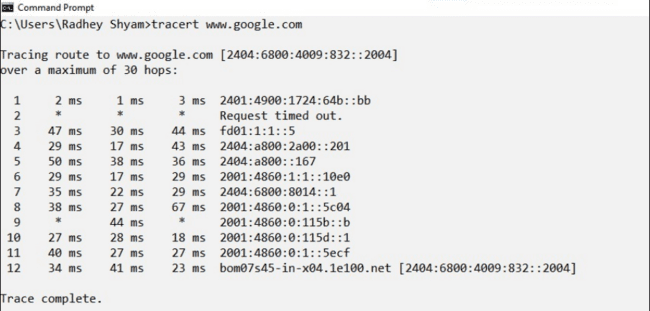 Command Prompt
C:\Users\Radhey Shyam>tracert www.google.com
Tracing route to www.google.com [2404:6800:4009:832::2004]
over a maximum of 30 hops:
1 2 ms 1 ms 3 ms 2401:4900:1724:64b::bb
2 * * * Request timed out.
3 47 ms 30 ms 44 ms fd01:1:1::5
4 29 ms 17 ms 43 ms 2404:a800:2a00::201
5 50 ms 38 ms 36 ms 2404:a800::167
6 29 ms 17 ms 29 ms 2001:4860:1:1::10e0
7 35 ms 22 ms 29 ms 2404:6800:8014::1
8 38 ms 27 ms 67 ms 2001:4860:0:1::5c04
9 * 44 ms * 2001:4860:0:115b::b
10 27 ms 28 ms 18 ms 2001:4860:0:115d::1
11 40 ms 27 ms 27 ms 2001:4860:0:1::5ecf
12 34 ms 41 ms 23 ms bom07s45-in-x04.1e100.net [2404:6800:4009:832::2004]
Trace complete.